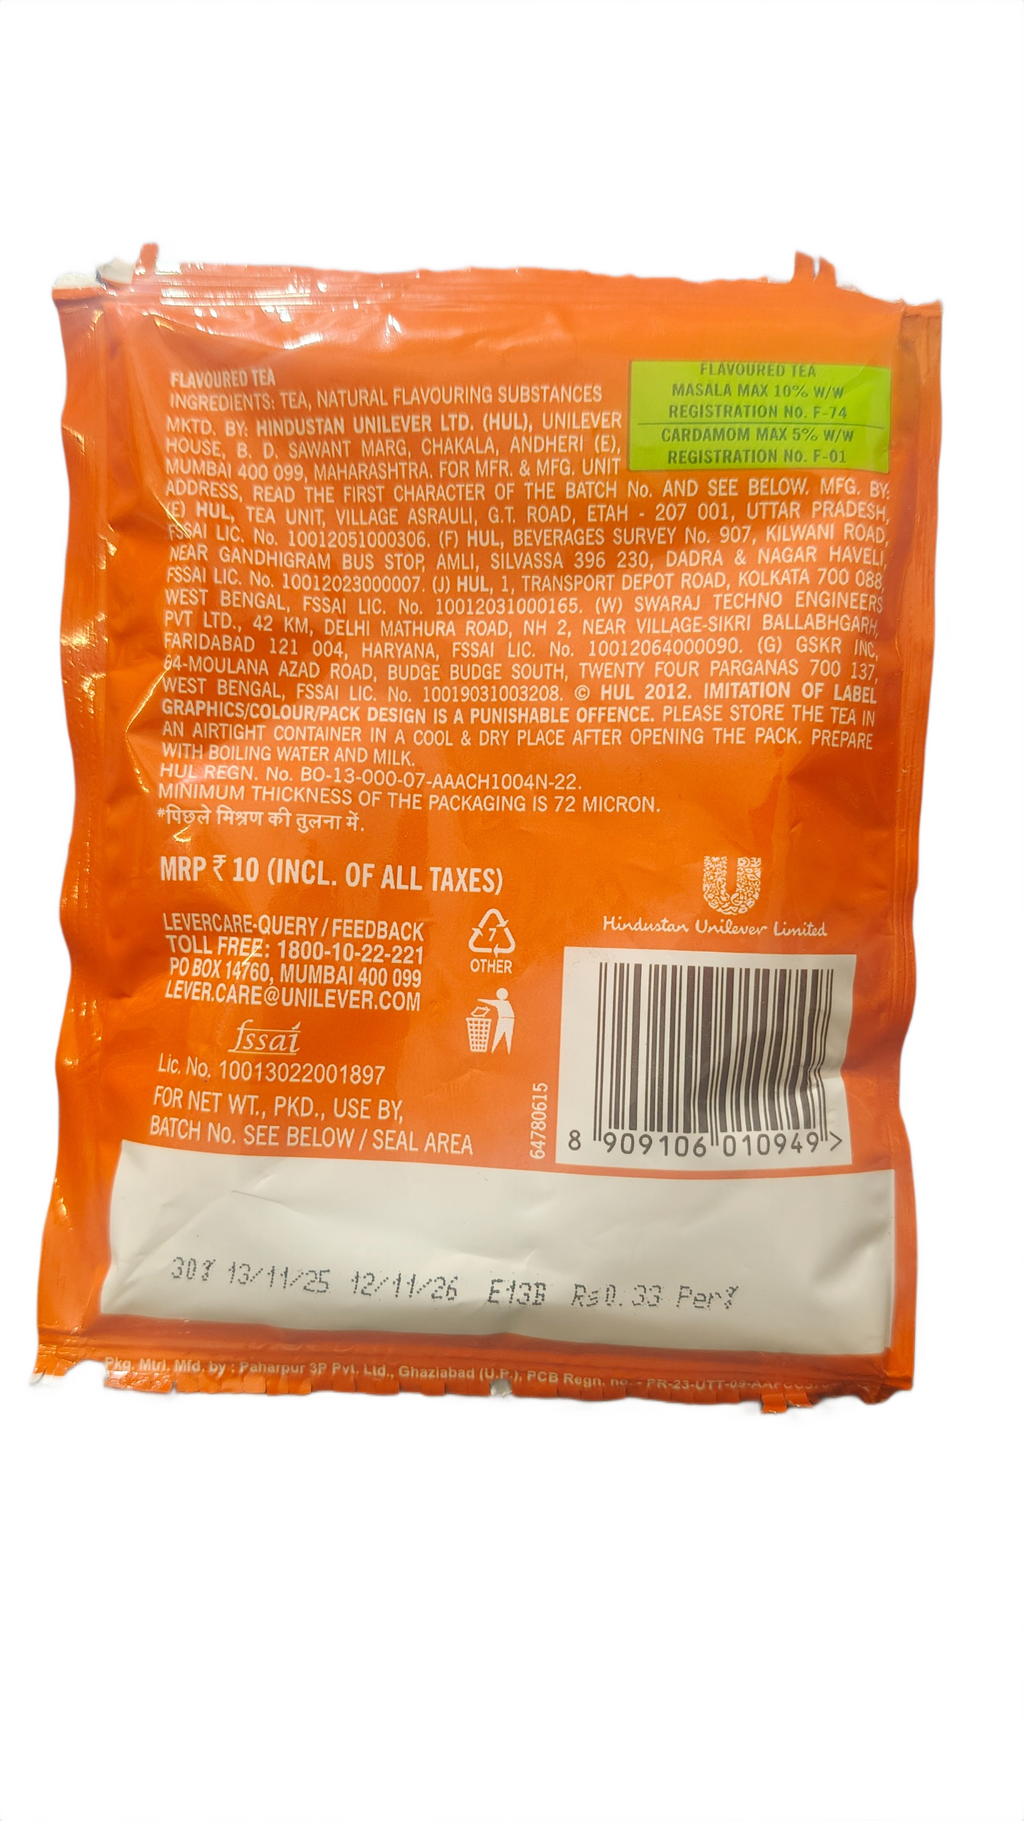 FLAVOURED TEA
INGREDIENTS: TEA, NATURAL FLAVOURING SUBSTANCES
MKTD. BY: HINDUSTAN UNILEVER LTD. (HUL), UNILEVER
HOUSE, B. D. SAWANT MARG, CHAKALA, ANDHERI (E),
MUMBAI 400 099, MAHARASHTRA. FOR MFR. & MFG. UNIT
ADDRESS, READ THE FIRST CHARACTER OF THE BATCH No. AND SEE BELOW. MFG. BY:
(E) HUL, TEA UNIT, VILLAGE ASRAULI, G.T. ROAD, ETAH - 207 001, UTTAR PRADESH,
FSSAI LIC. No. 10012051000306. (F) HUL, BEVERAGES SURVEY No. 907, KILWANI ROAD,
NEAR GANDHIGRAM BUS STOP, AMLI, SILVASSA 396 230, DADRA & NAGAR HAVELI,
FSSAI LIC. No. 10012023000007. (J) HUL, 1, TRANSPORT DEPOT ROAD, KOLKATA 700 088,
WEST BENGAL, FSSAI LIC. No. 10012031000165. (W) SWARAJ TECHNO ENGINEERS
PVT LTD., 42 KM, DELHI MATHURA ROAD, NH 2, NEAR VILLAGE-SIKRI BALLABHGARH,
FARIDABAD 121 004, HARYANA, FSSAI LIC. No. 10012064000090. (G) GSKR INC,
84-MOULANA AZAD ROAD, BUDGE BUDGE SOUTH, TWENTY FOUR PARGANAS 700 137,
WEST BENGAL, FSSAI LIC. No. 10019031003208. © HUL 2012. IMITATION OF LABEL
GRAPHICS/COLOUR/PACK DESIGN IS A PUNISHABLE OFFENCE. PLEASE STORE THE TEA IN
AN AIRTIGHT CONTAINER IN A COOL & DRY PLACE AFTER OPENING THE PACK. PREPARE
WITH BOILING WATER AND MILK.
HUL REGN. No. BO-13-000-07-AAACH1004N-22.
MINIMUM THICKNESS OF THE PACKAGING IS 72 MICRON.
#पिछले मिश्रण की तुलना में.
FLAVOURED TEA
MASALA MAX 10% W/W
REGISTRATION No. F-74
CARDAMOM MAX 5% W/W
REGISTRATION No. F-01
MRP ₹ 10 (INCL. OF ALL TAXES)
LEVERCARE-QUERY / FEEDBACK
TOLL FREE: 1800-10-22-221
PO BOX 14760, MUMBAI 400 099
LEVER.CARE@UNILEVER.COM
fssai
Lic. No. 10013022001897
FOR NET WT., PKD., USE BY,
BATCH No. SEE BELOW / SEAL AREA
7
OTHER
Hindustan Unilever Limited
64780615
8 909106 010949 >
30g 13/11/25 12/11/26 E13B Rs0.33 Perg
Pkg. Mtrl. Mfd. by : Paharpur 3P Pvt. Ltd., Ghaziabad (U.P.), PCB Regn. no. - PR-23-UTT-09-